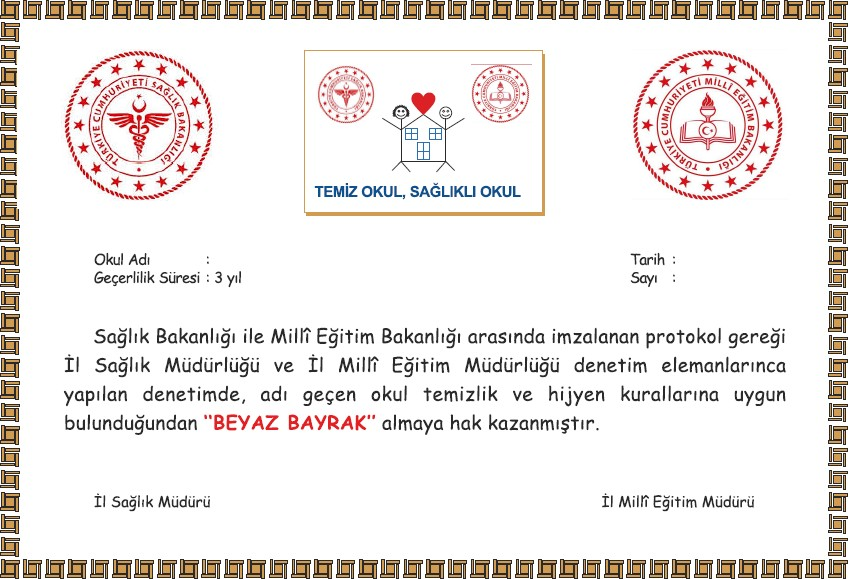 TÜRKİYE CUMHURİYETİ SAĞLIK BAKANLIĞI
TEMİZ OKUL, SAĞLIKLI OKUL
TÜRKİYE CUMHURİYETİ MİLLÎ EĞİTİM BAKANLIĞI
Okul Adı :
Geçerlilik Süresi : 3 yıl
Tarih :
Sayı :
Sağlık Bakanlığı ile Millî Eğitim Bakanlığı arasında imzalanan protokol gereği
İl Sağlık Müdürlüğü ve İl Millî Eğitim Müdürlüğü denetim elemanlarınca
yapılan denetimde, adı geçen okul temizlik ve hijyen kurallarına uygun
bulunduğundan "BEYAZ BAYRAK" almaya hak kazanmıştır.
İl Sağlık Müdürü
İl Millî Eğitim Müdürü